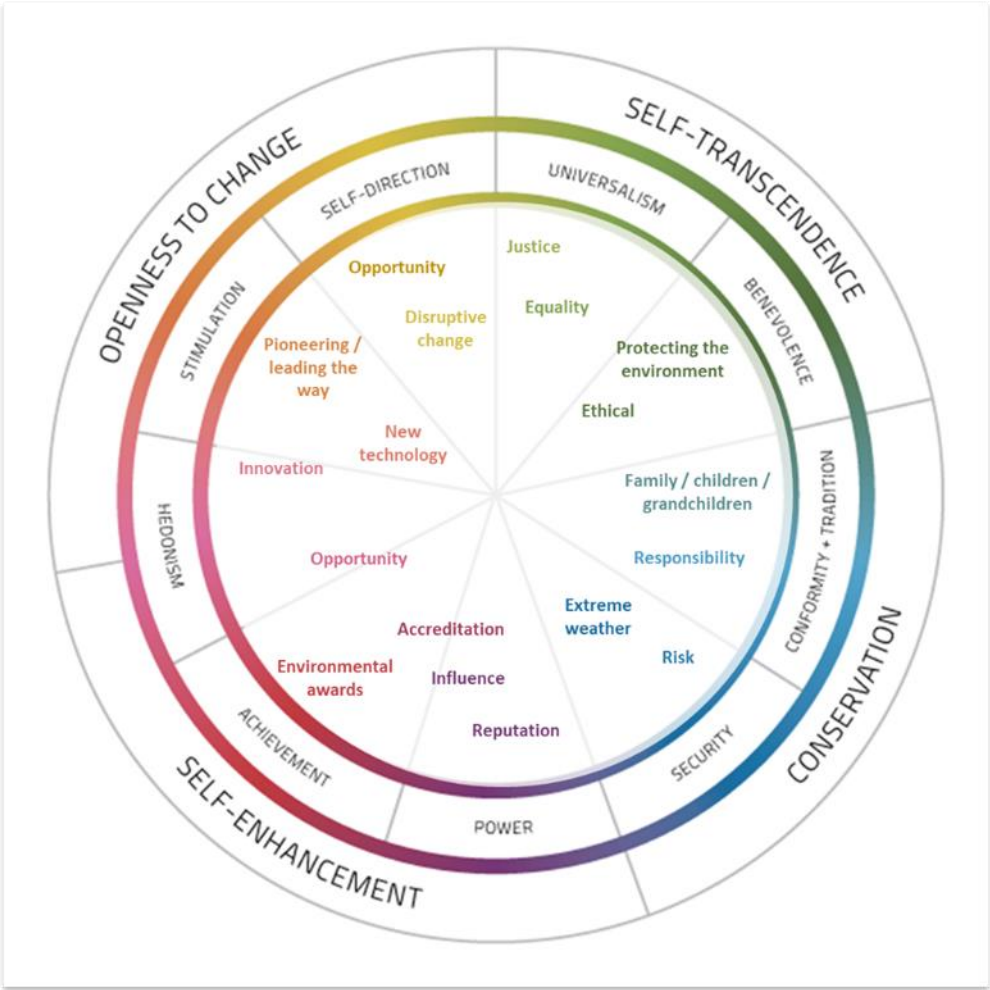 OPENNESS TO CHANGE
SELF-TRANSCENDENCE
SELF-DIRECTION
UNIVERSALISM
STIMULATION
BENEVOLENCE
Opportunity
Justice
Disruptive
change
Equality
Pioneering /
leading the
way
Protecting the
environment
New
technology
Ethical
Innovation
Family / children /
grandchildren
HEDONISM
CONFORMITY + TRADITION
Opportunity
Responsibility
Accreditation
Extreme
weather
Environmental
awards
Influence
Risk
Reputation
ACHIEVEMENT
SECURITY
POWER
SELF-ENHANCEMENT
CONSERVATION